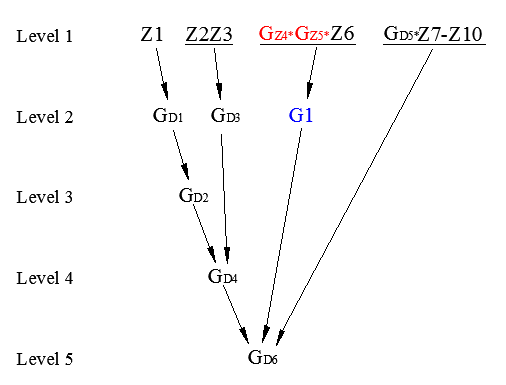 Level 1 Z1 Z2Z3 GZ4*GZ5*Z6 GD5*Z7-Z10
Level 2 GD1 GD3 G1
Level 3 GD2
Level 4 GD4
Level 5 GD6